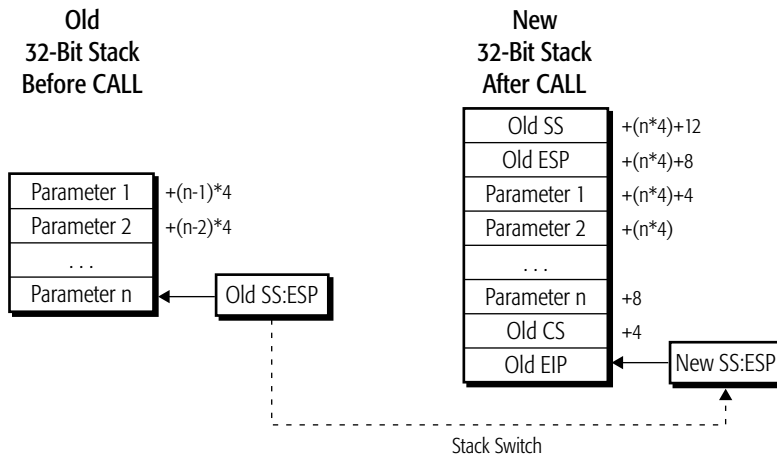 Old
32-Bit Stack
Before CALL
New
32-Bit Stack
After CALL
Old SS +(n*4)+12
Old ESP +(n*4)+8
Parameter 1 +(n-1)*4
Parameter 1 +(n*4)+4
Parameter 2 +(n-2)*4
Parameter 2 +(n*4)
. . .
. . .
Parameter n
Old SS:ESP
Parameter n +8
Old CS +4
Old EIP
New SS:ESP
Stack Switch